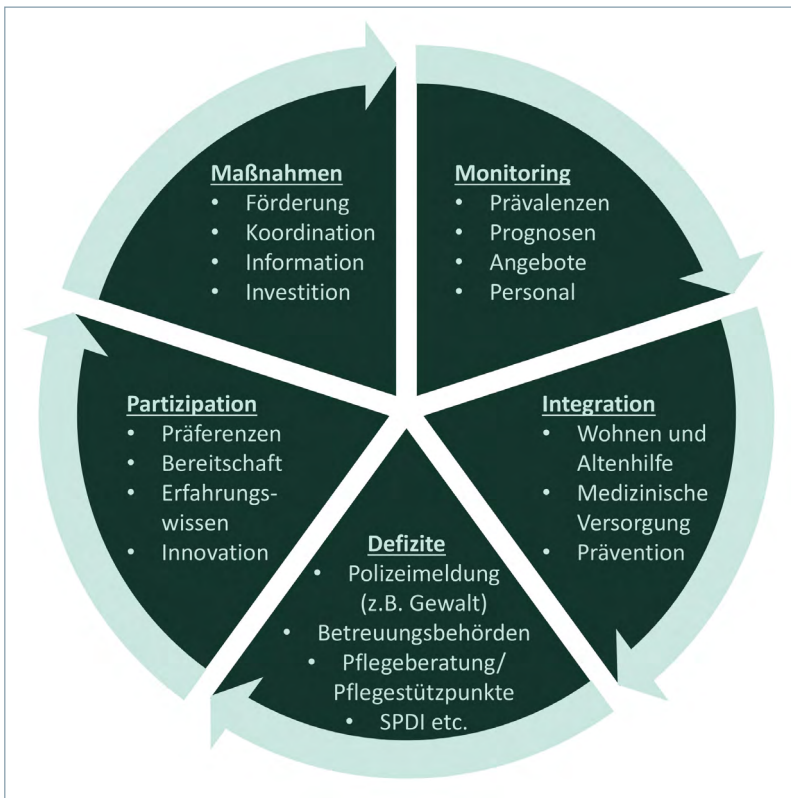 Maßnahmen
• Förderung
• Koordination
• Information
• Investition
Monitoring
• Prävalenzen
• Prognosen
• Angebote
• Personal
Integration
• Wohnen und
Altenhilfe
• Medizinische
Versorgung
• Prävention
Defizite
• Polizeimeldung
(z.B. Gewalt)
• Betreuungsbehörden
• Pflegeberatung/
Pflegestützpunkte
• SPDI etc.
Partizipation
• Präferenzen
• Bereitschaft
• Erfahrungs-
wissen
• Innovation